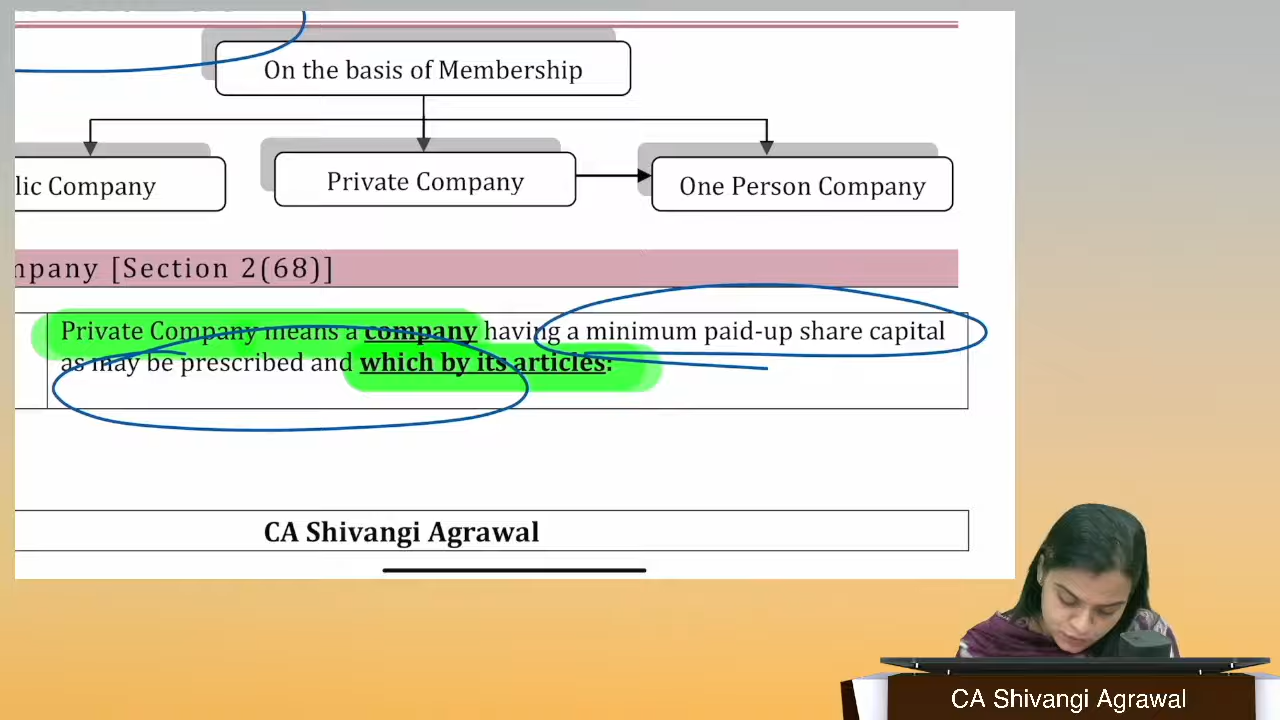 On the basis of Membership
lic Company
Private Company
One Person Company
mpany [Section 2(68)]
Private Company means a company having a minimum paid-up share capital
as may be prescribed and which by its articles:
CA Shivangi Agrawal
CA Shivangi Agrawal